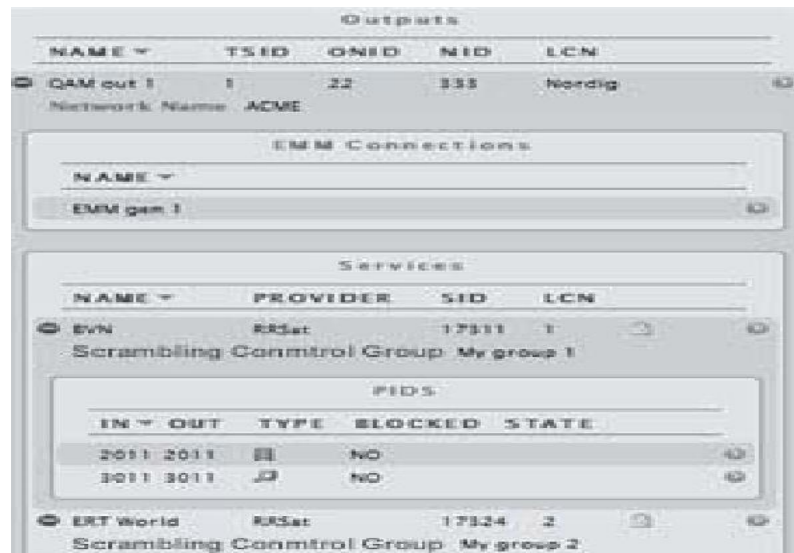 Outputs
NAME TSID ONID NID LCN
QAM out 1 1 22 333 Nordig
Network Name ACME
EMM Connections
NAME
EMM gen 1
Services
NAME PROVIDER SID LCN
BVN RRSat 17311 1
Scrambling Conmtrol Group My group 1
PIDS
IN OUT TYPE BLOCKED STATE
2011 2011 NO
3011 3011 NO
ERT World RRSat 17324 2
Scrambling Conmtrol Group My group 2